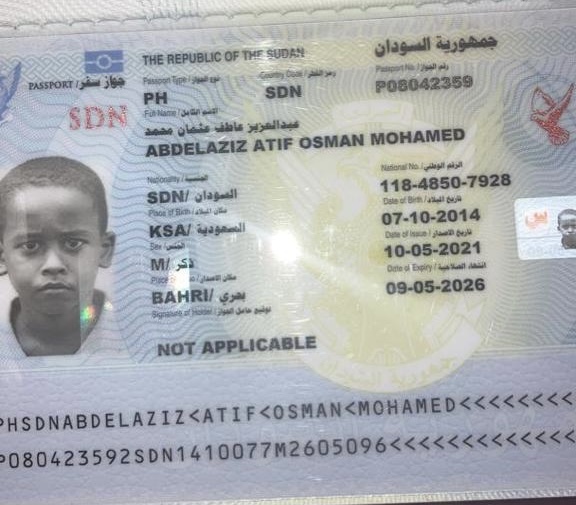 THE REPUBLIC OF THE SUDAN جمهورية السودان
PASSPORT / جواز سفر
Passport Type / نوع الجواز Country Code / رمز القطر Passport No. / رقم الجواز
PH SDN P08042359
SDN
Full Name / الاسم الكامل
عبدالعزيز عاطف عثمان محمد
ABDELAZIZ ATIF OSMAN MOHAMED
Nationality / الجنسية National No. / الرقم الوطني
SDN/ السودان 118-4850-7928
Place of Birth / مكان الميلاد Date of Birth / تاريخ الميلاد
KSA/ السعودية 07-10-2014
Sex / الجنس Date of Issue / تاريخ الاصدار
M/ ذكر 10-05-2021
Place / مكان الاصدار Date of Expiry / انتهاء الصلاحية
BAHRI/ بحري 09-05-2026
Signature of Holder / توقيع حامل الجواز
NOT APPLICABLE
جمهورية السودان
PHSDNABDELAZIZ<ATIF<OSMAN<MOHAMED<<<<<<<<
P080423592SDN1410077M2605096<<<<<<<<<<<<<